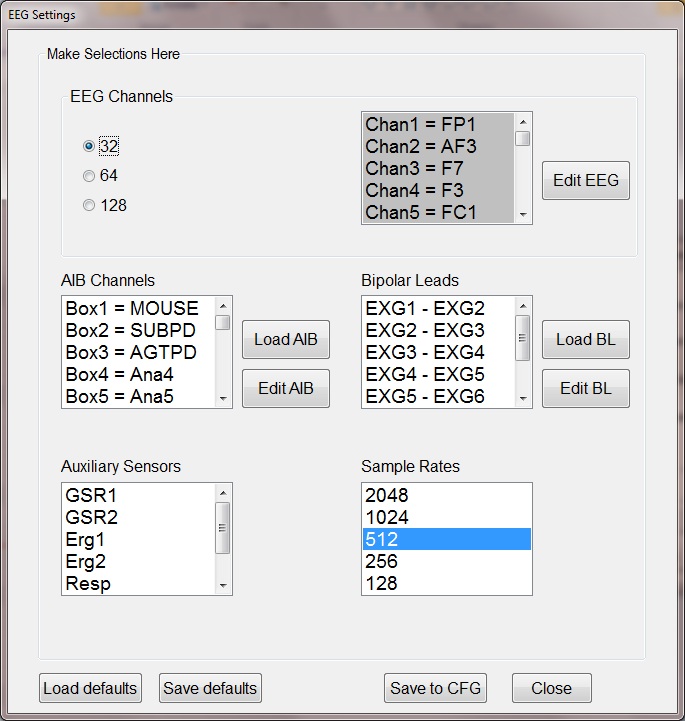 EEG Settings
Make Selections Here
EEG Channels
32
64
128
Chan1 = FP1
Chan2 = AF3
Chan3 = F7
Chan4 = F3
Chan5 = FC1
Edit EEG
AIB Channels
Box1 = MOUSE
Box2 = SUBPD
Box3 = AGTPD
Box4 = Ana4
Box5 = Ana5
Load AIB
Edit AIB
Bipolar Leads
EXG1 - EXG2
EXG2 - EXG3
EXG3 - EXG4
EXG4 - EXG5
EXG5 - EXG6
Load BL
Edit BL
Auxiliary Sensors
GSR1
GSR2
Erg1
Erg2
Resp
Sample Rates
2048
1024
512
256
128
Load defaults
Save defaults
Save to CFG
Close